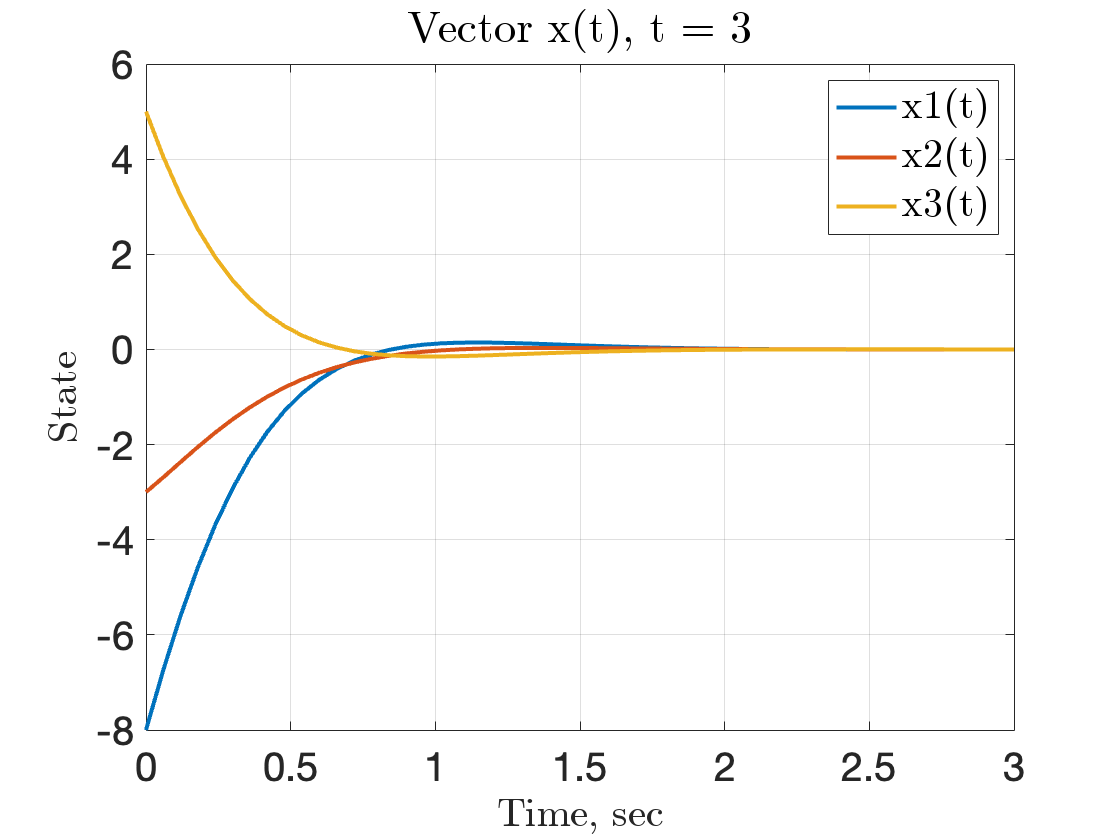 Vector x(t), t = 3
6
4
2
0
-2
-4
-6
-8
State
x1(t)
x2(t)
x3(t)
0 0.5 1 1.5 2 2.5 3
Time, sec